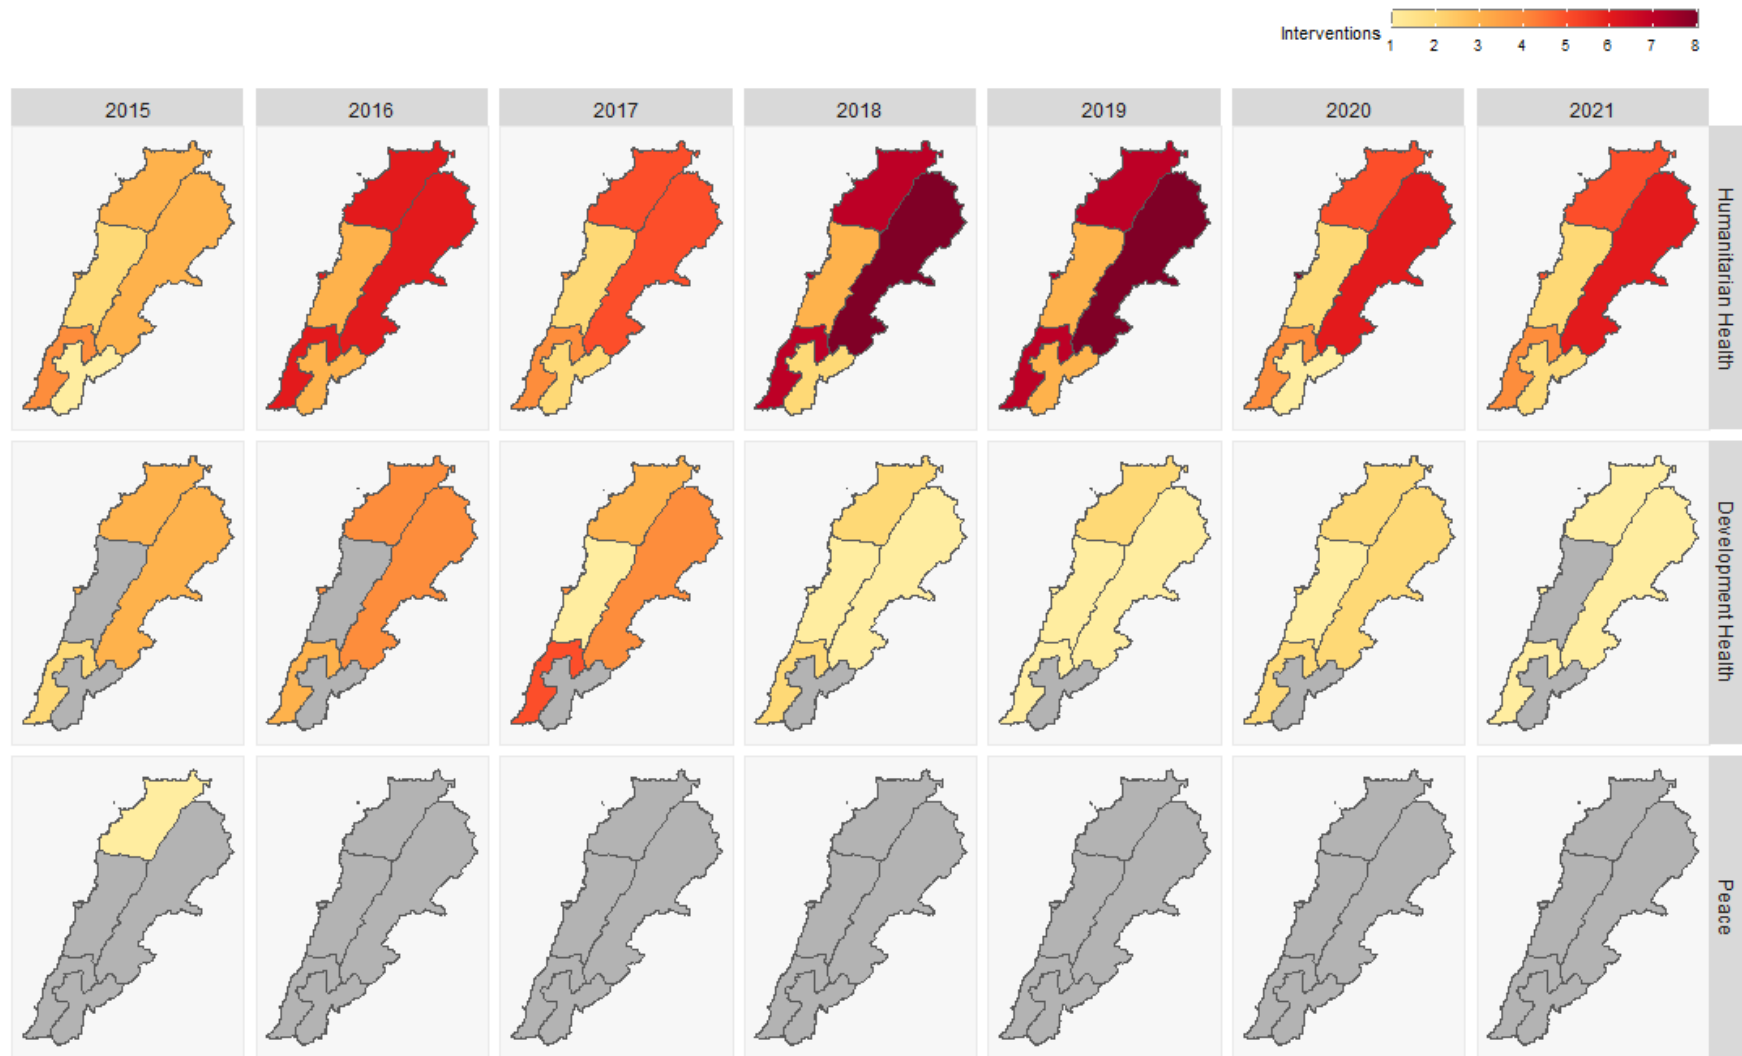 Interventions
1 2 3 4 5 6 7 8
2015 2016 2017 2018 2019 2020 2021
Humanitarian Health
Development Health
Peace